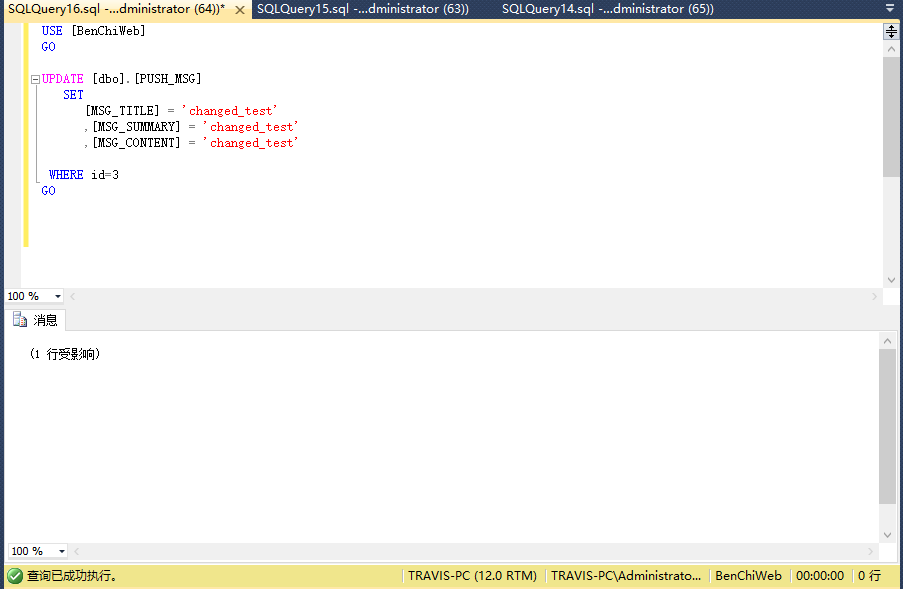 SQLQuery16.sql -...dministrator (64))* SQLQuery15.sql -...dministrator (63)) SQLQuery14.sql -...dministrator (65))
USE [BenChiWeb]
GO
UPDATE [dbo].[PUSH_MSG]
SET
[MSG_TITLE] = 'changed_test'
,[MSG_SUMMARY] = 'changed_test'
,[MSG_CONTENT] = 'changed_test'
WHERE id=3
GO
100 %
消息
(1 行受影响)
100 %
查询已成功执行。 TRAVIS-PC (12.0 RTM) TRAVIS-PC\Administrato... BenChiWeb 00:00:00 0 行